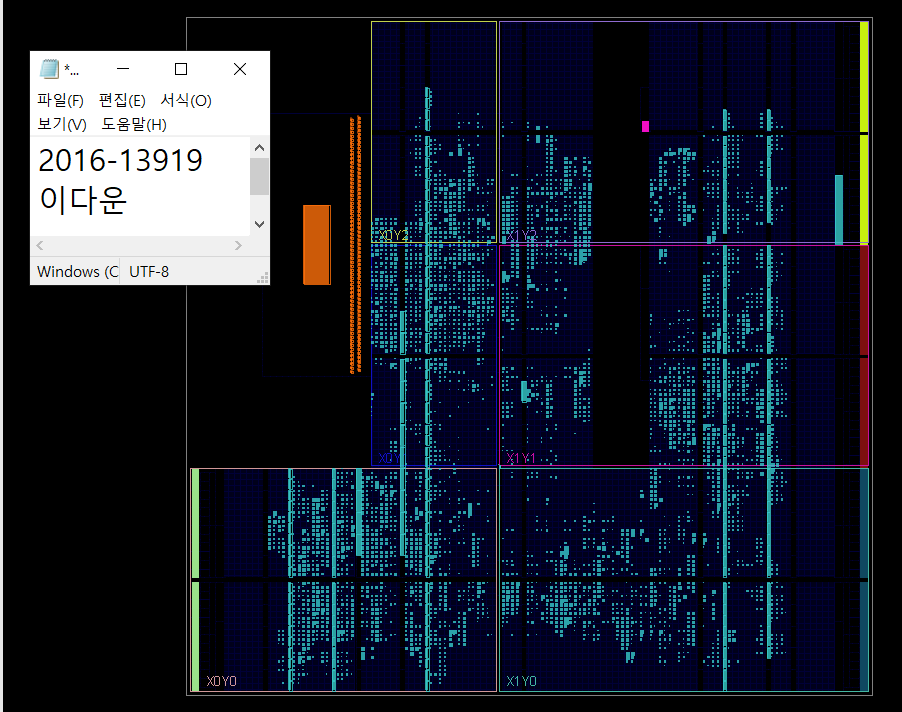 *...
파일(F) 편집(E) 서식(O)
보기(V) 도움말(H)
2016-13919
이다운
Windows (C UTF-8
X0Y2
X1Y2
X1Y1
X0Y0
X1Y0